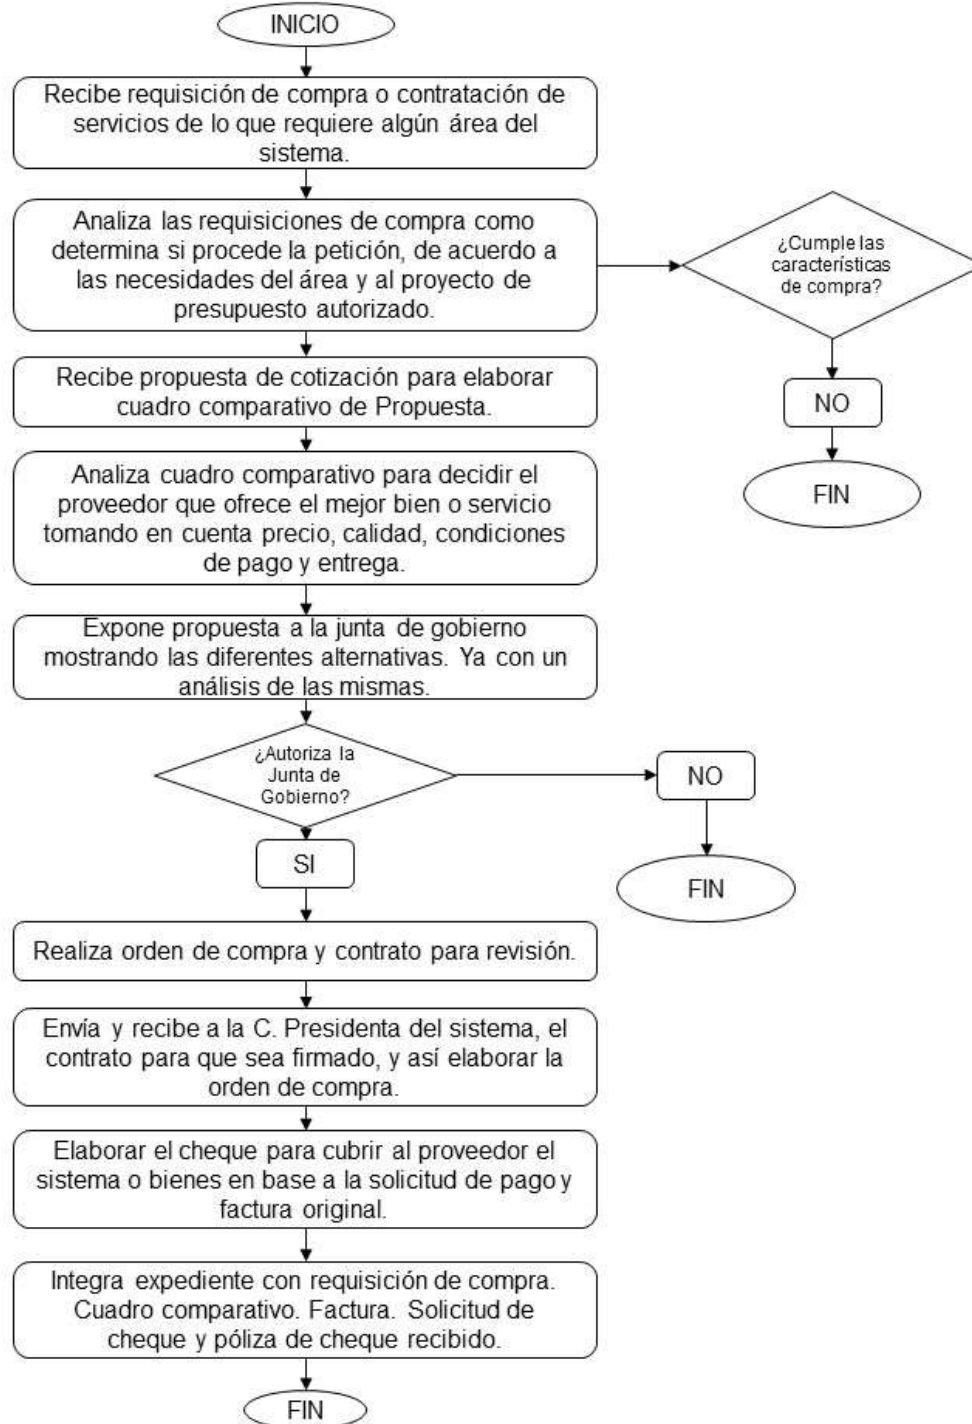 INICIO
Recibe requisición de compra o contratación de
servicios de lo que requiere algún área del
sistema.
Analiza las requisiciones de compra como
determina si procede la petición, de acuerdo a
las necesidades del área y al proyecto de
presupuesto autorizado.
¿Cumple las
características
de compra?
NO
FIN
Recibe propuesta de cotización para elaborar
cuadro comparativo de Propuesta.
Analiza cuadro comparativo para decidir el
proveedor que ofrece el mejor bien o servicio
tomando en cuenta precio, calidad, condiciones
de pago y entrega.
Expone propuesta a la junta de gobierno
mostrando las diferentes alternativas. Ya con un
análisis de las mismas.
¿Autoriza la
Junta de
Gobierno?
NO
FIN
SI
Realiza orden de compra y contrato para revisión.
Envía y recibe a la C. Presidenta del sistema, el
contrato para que sea firmado, y así elaborar la
orden de compra.
Elaborar el cheque para cubrir al proveedor el
sistema o bienes en base a la solicitud de pago y
factura original.
Integra expediente con requisición de compra.
Cuadro comparativo. Factura. Solicitud de
cheque y póliza de cheque recibido.
FIN